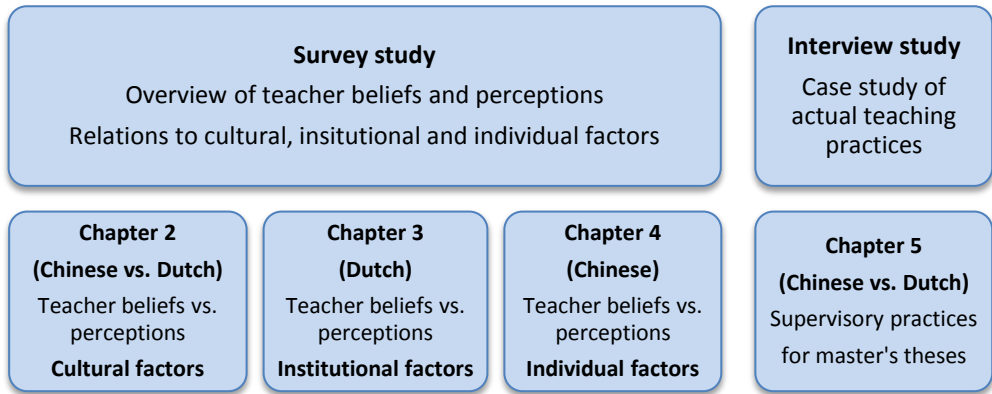 Survey study
Overview of teacher beliefs and perceptions
Relations to cultural, insitutional and individual factors
Interview study
Case study of
actual teaching
practices
Chapter 2
(Chinese vs. Dutch)
Teacher beliefs vs.
perceptions
Cultural factors
Chapter 3
(Dutch)
Teacher beliefs vs.
perceptions
Institutional factors
Chapter 4
(Chinese)
Teacher beliefs vs.
perceptions
Individual factors
Chapter 5
(Chinese vs. Dutch)
Supervisory practices
for master's theses